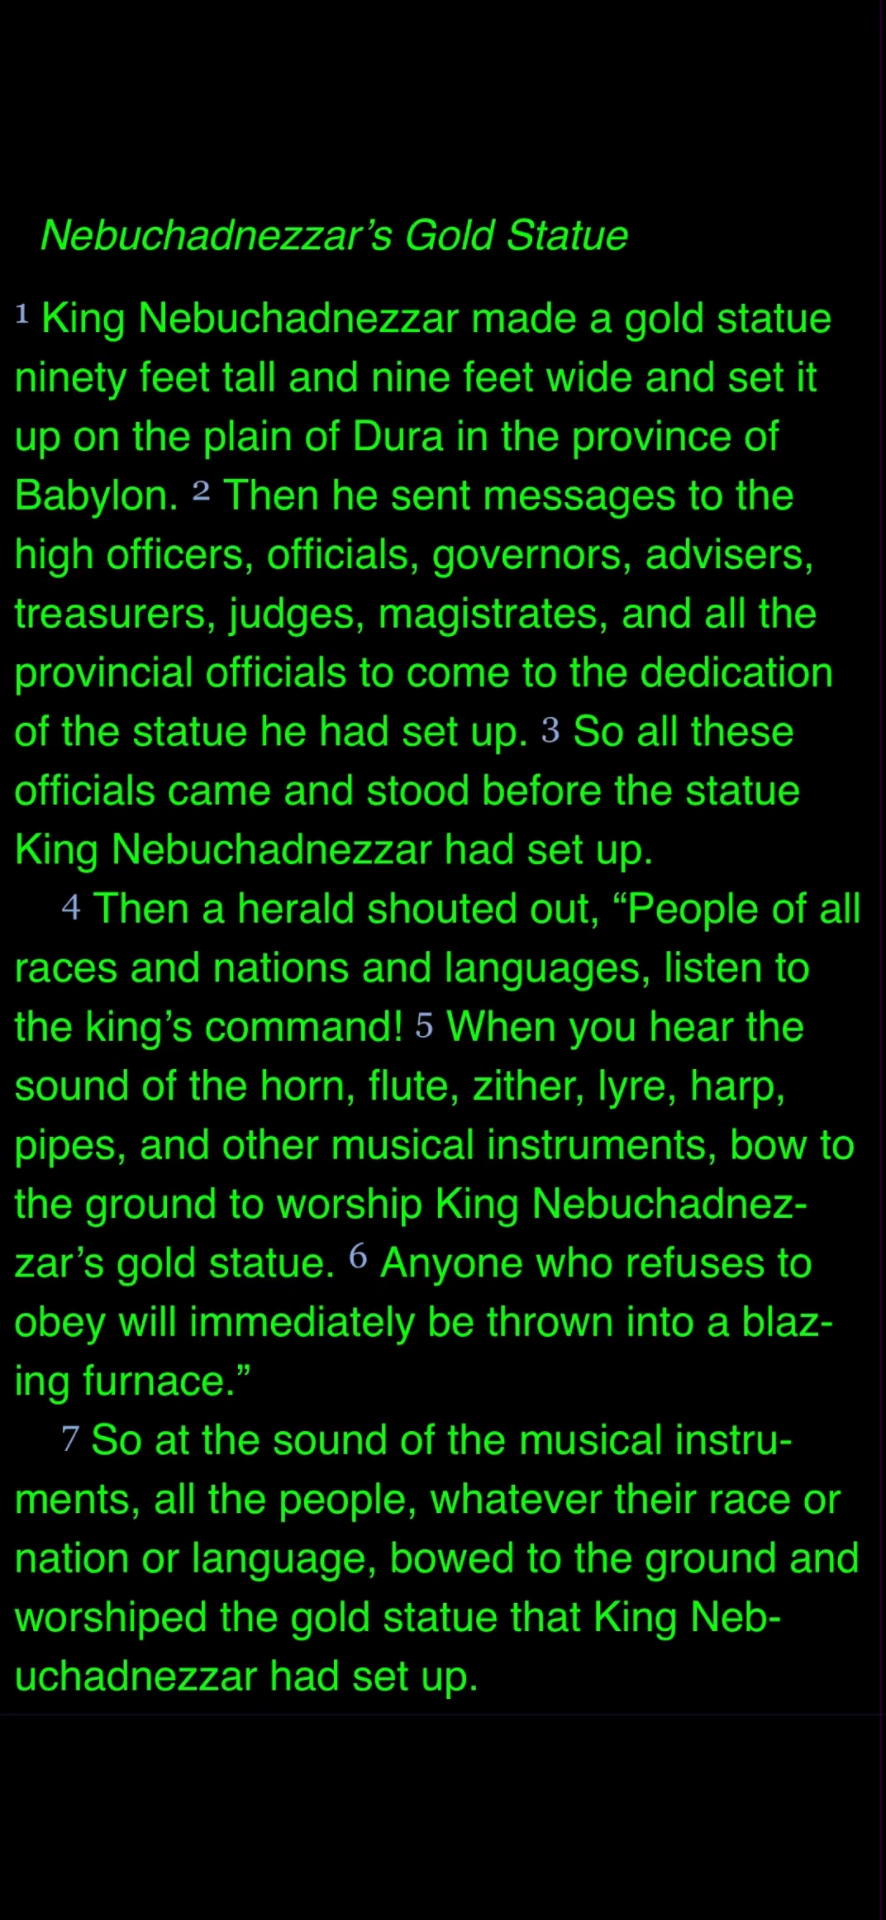 Nebuchadnezzar’s Gold Statue
1 King Nebuchadnezzar made a gold statue
ninety feet tall and nine feet wide and set it
up on the plain of Dura in the province of
Babylon. 2 Then he sent messages to the
high officers, officials, governors, advisers,
treasurers, judges, magistrates, and all the
provincial officials to come to the dedication
of the statue he had set up. 3 So all these
officials came and stood before the statue
King Nebuchadnezzar had set up.
4 Then a herald shouted out, “People of all
races and nations and languages, listen to
the king’s command! 5 When you hear the
sound of the horn, flute, zither, lyre, harp,
pipes, and other musical instruments, bow to
the ground to worship King Nebuchadnez-
zar’s gold statue. 6 Anyone who refuses to
obey will immediately be thrown into a blaz-
ing furnace.”
7 So at the sound of the musical instru-
ments, all the people, whatever their race or
nation or language, bowed to the ground and
worshiped the gold statue that King Neb-
uchadnezzar had set up.